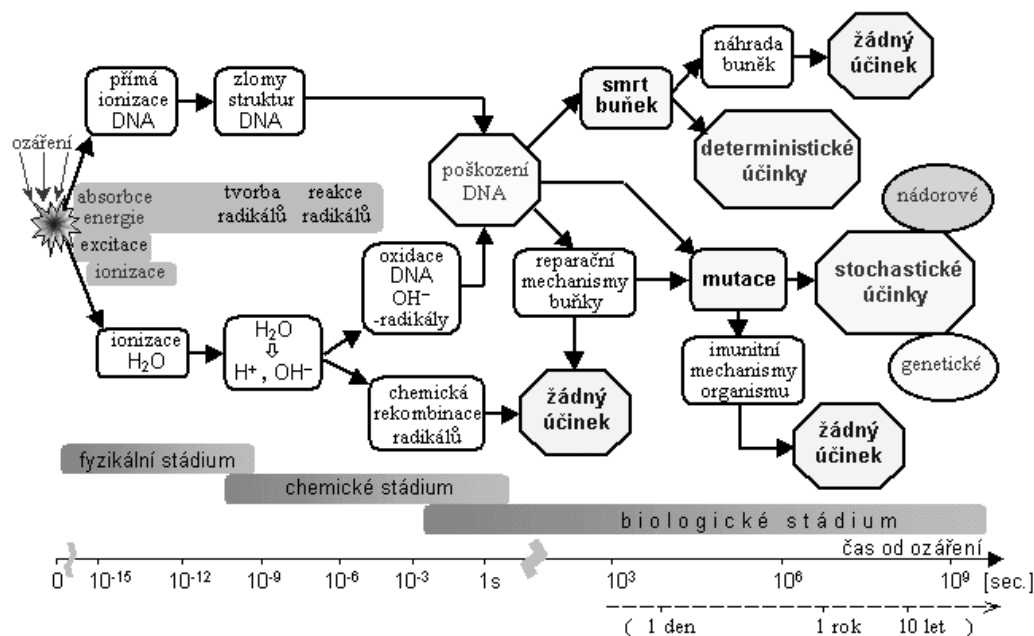 ozáření
přímá
ionizace
DNA
zlomy
struktur
DNA
absorbce
energie
tvorba
radikálů
reakce
radikálů
excitace
ionizace
ionizace
H₂O
H₂O
⇩
H⁺ , OH⁻
oxidace
DNA
OH⁻
-radikály
chemická
rekombinace
radikálů
žádný
účinek
poškození
DNA
smrt
buňek
náhrada
buněk
žádný
účinek
deterministické
účinky
reparační
mechanismy
buňky
mutace
stochastické
účinky
nádorové
genetické
imunitní
mechanismy
organismu
žádný
účinek
fyzikální stádium
chemické stádium
biologické stádium
čas od ozáření
0 10⁻¹⁵ 10⁻¹² 10⁻⁹ 10⁻⁶ 10⁻³ 1s 10³ 10⁶ 10⁹ [sec.]
( 1 den 1 rok 10 let )